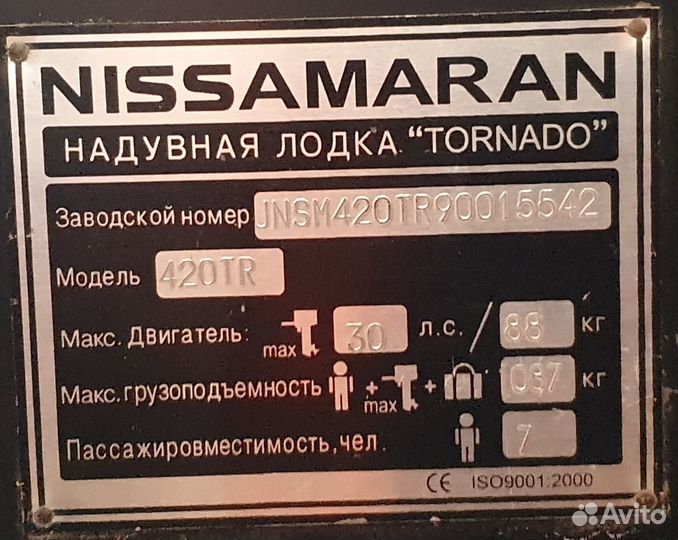 NISSAMARAN
НАДУВНАЯ ЛОДКА "TORNADO"
Заводской номер JNSM420TR90015542
Модель 420TR
Макс. Двигатель: max 30 л.с. / 88 кг
Макс. грузоподъемность + max + 1087 кг
Пассажировместимость, чел. 7
CE ISO9001:2000
Avito